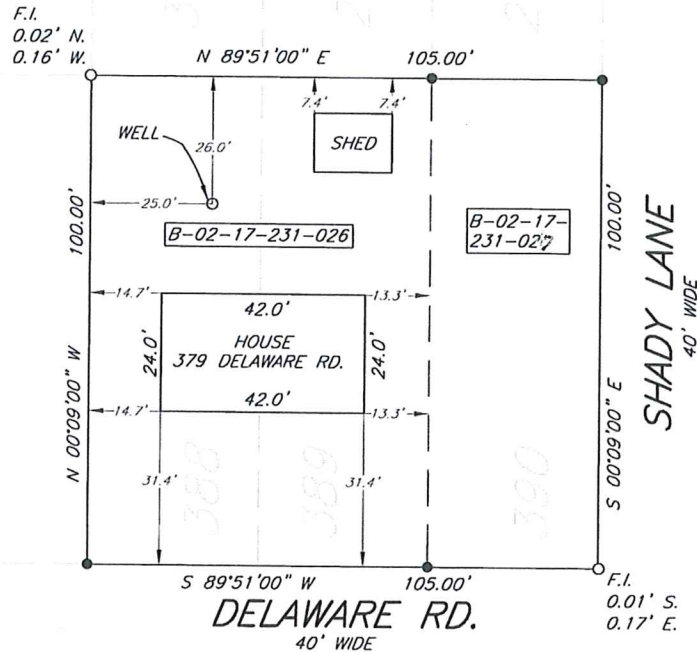 F.I.
0.02' N.
0.16' W.
N 89°51'00" E
105.00'
7.4'
7.4'
SHED
WELL
26.0'
25.0'
B-02-17-231-026
B-02-17-
100.00'
100.00'
SHADY LANE
40' WIDE
14.7'
13.3'
42.0'
HOUSE
379 DELAWARE RD.
24.0'
24.0'
42.0'
14.7'
13.3'
N 00°09'00" W
S 00°09'00" E
31.4'
31.4'
388
389
390
S 89°51'00" W
105.00'
F.I.
0.01' S.
0.17' E.
DELAWARE RD.
40' WIDE